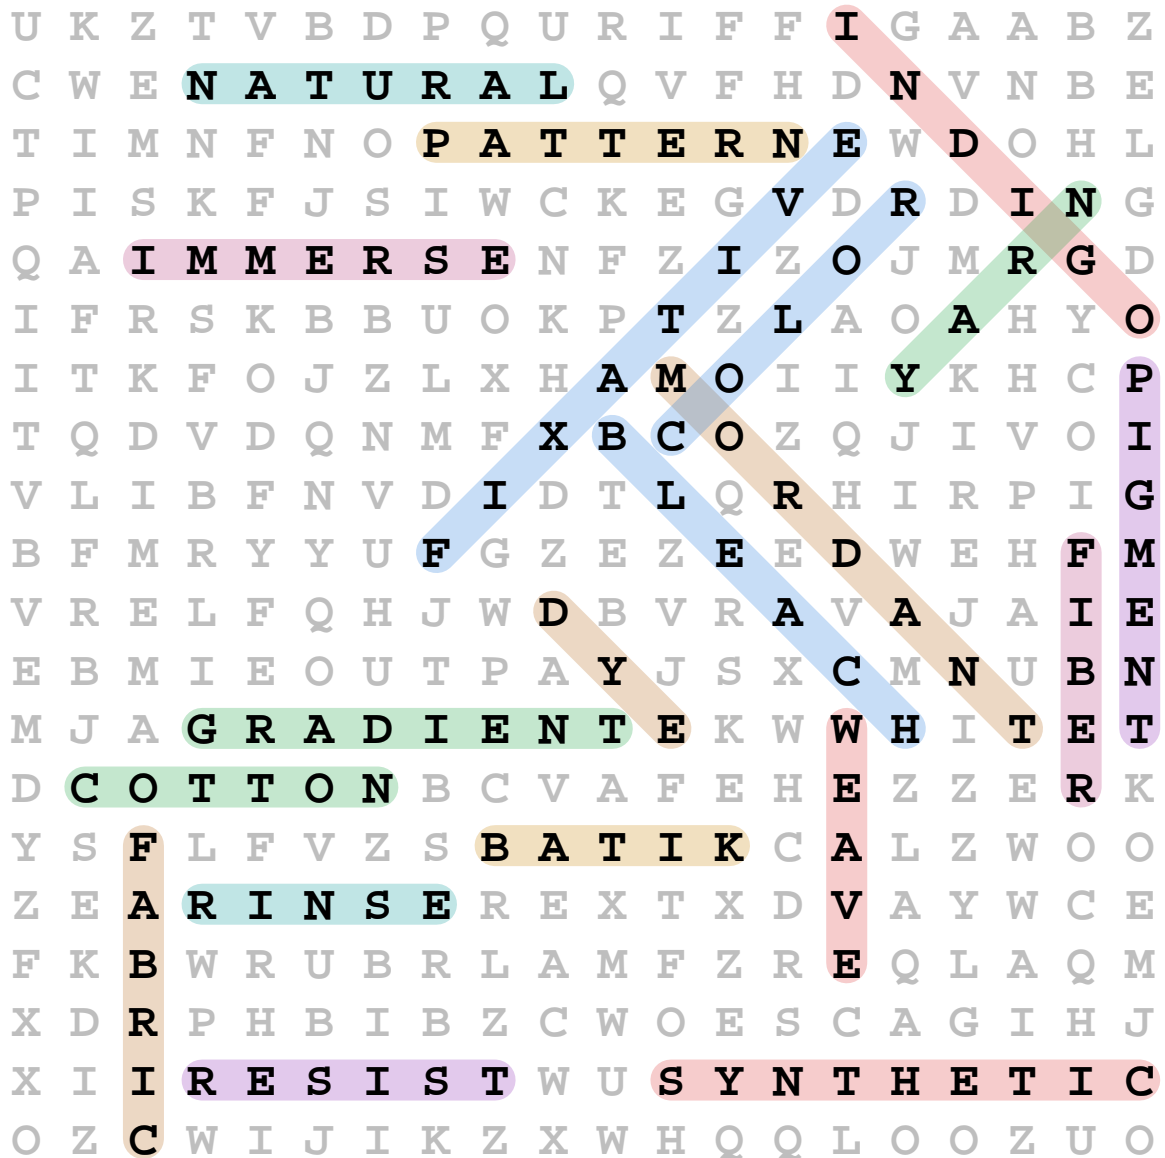 U K Z T V B D P Q U R I F F I G A A B Z
C W E N A T U R A L Q V F H D N V N B E
T I M N F N O P A T T E R N E W D O H L
P I S K F J S I W C K E G V D R D I N G
Q A I M M E R S E N F Z I Z O J M R G D
I F R S K B B U O K P T Z L A O A H Y O
I T K F O J Z L X H A M O I I Y K H C P
T Q D V D Q N M F X B C O Z Q J I V O I
V L I B F N V D I D T L Q R H I R P I G
B F M R Y Y U F G Z E Z E E D W E H F M
V R E L F Q H J W D B V R A V A J A I E
E B M I E O U T P A Y J S X C M N U B N
M J A G R A D I E N T E K W W H I T E T
D C O T T O N B C V A F E H E Z Z E R K
Y S F L F V Z S B A T I K C A L Z W O O
Z E A R I N S E R E X T X D V A Y W C E
F K B W R U B R L A M F Z R E Q L A Q M
X D R P H B I B Z C W O E S C A G I H J
X I I R E S I S T W U S Y N T H E T I C
O Z C W I J I K Z X W H Q Q L O O Z U O